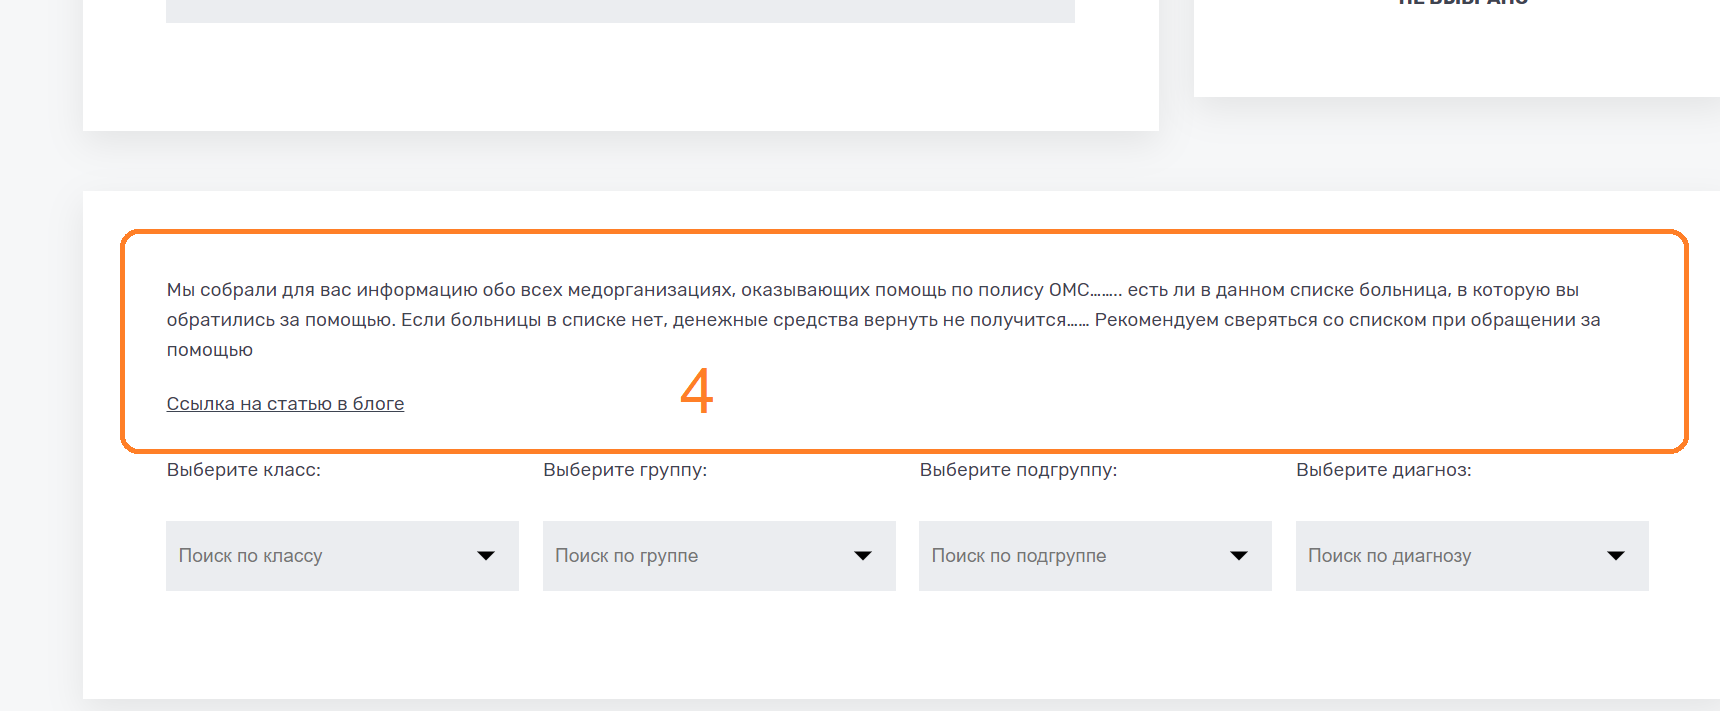 НЕ ВЫБРАНО
Мы собрали для вас информацию обо всех медорганизациях, оказывающих помощь по полису ОМС…….. есть ли в данном списке больница, в которую вы
обратились за помощью. Если больницы в списке нет, денежные средства вернуть не получится…… Рекомендуем сверяться со списком при обращении за
помощью
Ссылка на статью в блоге
4
Выберите класс: Выберите группу: Выберите подгруппу: Выберите диагноз:
Поиск по классу Поиск по группе Поиск по подгруппе Поиск по диагнозу